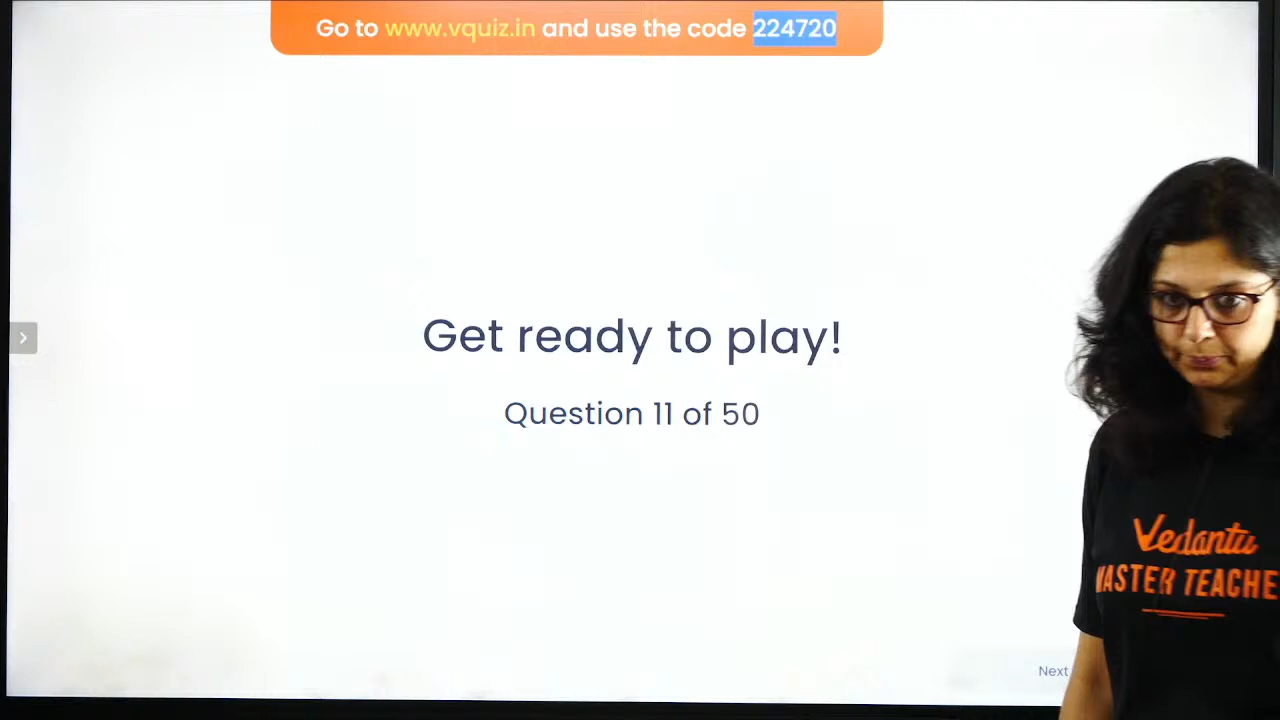 Go to www.vquiz.in and use the code 224720
Get ready to play!
Question 11 of 50
Next
Vedantu
MASTER TEACHE